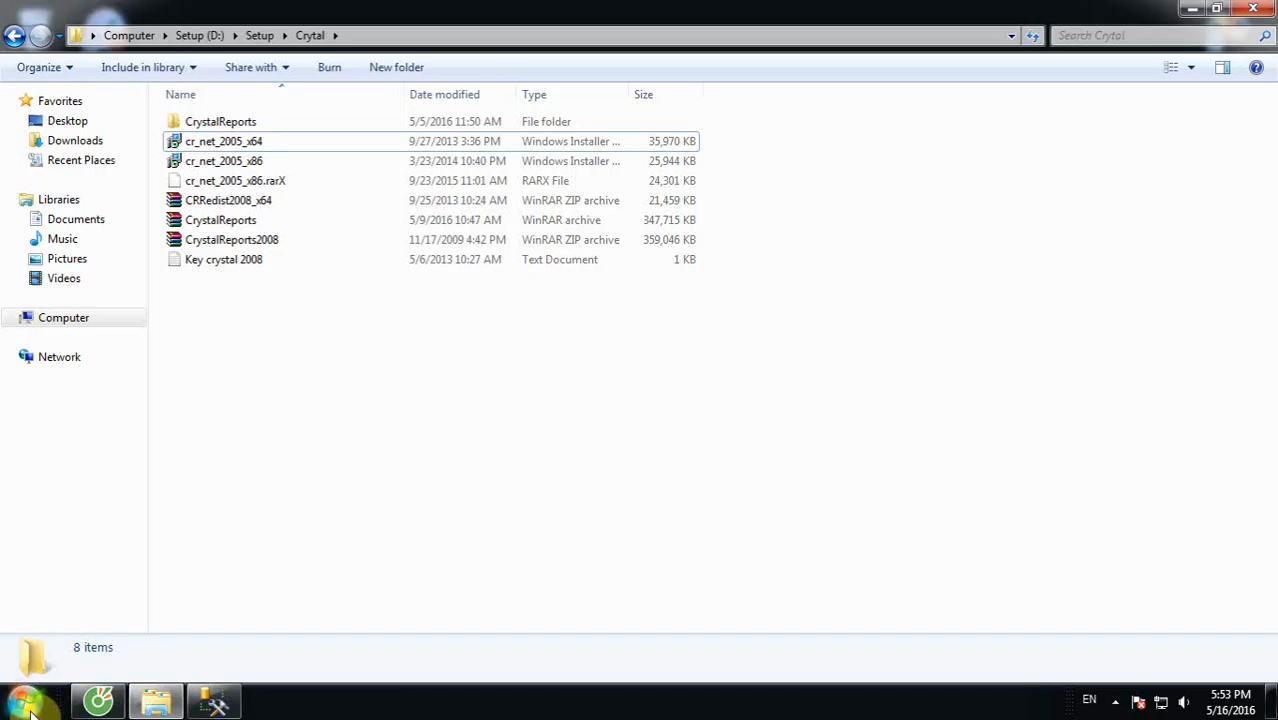 Computer Setup (D:) Setup Crytal Search Crytal
Organize Include in library Share with Burn New folder
Favorites
Desktop
Downloads
Recent Places
Libraries
Documents
Music
Pictures
Videos
Computer
Network
Name Date modified Type Size
CrystalReports 5/5/2016 11:50 AM File folder
cr_net_2005_x64 9/27/2013 3:36 PM Windows Installer ... 35,970 KB
cr_net_2005_x86 3/23/2014 10:40 PM Windows Installer ... 25,944 KB
cr_net_2005_x86.rarX 9/23/2015 11:01 AM RARX File 24,301 KB
CRRedist2008_x64 9/25/2013 10:24 AM WinRAR ZIP archive 21,459 KB
CrystalReports 5/9/2016 10:47 AM WinRAR archive 347,715 KB
CrystalReports2008 11/17/2009 4:42 PM WinRAR ZIP archive 359,046 KB
Key crystal 2008 5/6/2013 10:27 AM Text Document 1 KB
8 items
EN
5:53 PM
5/16/2016